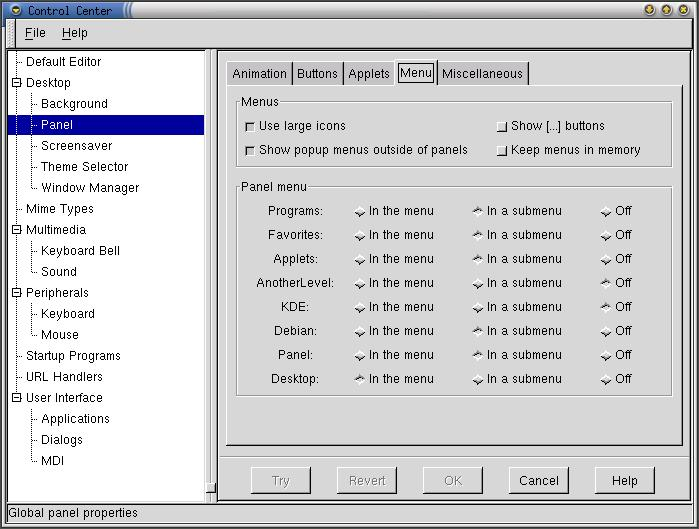 Control Center
File Help
Default Editor
Desktop
Background
Panel
Screensaver
Theme Selector
Window Manager
Mime Types
Multimedia
Keyboard Bell
Sound
Peripherals
Keyboard
Mouse
Startup Programs
URL Handlers
User Interface
Applications
Dialogs
MDI
Animation Buttons Applets Menu Miscellaneous
Menus
Use large icons Show [...] buttons
Show popup menus outside of panels Keep menus in memory
Panel menu
Programs: In the menu In a submenu Off
Favorites: In the menu In a submenu Off
Applets: In the menu In a submenu Off
AnotherLevel: In the menu In a submenu Off
KDE: In the menu In a submenu Off
Debian: In the menu In a submenu Off
Panel: In the menu In a submenu Off
Desktop: In the menu In a submenu Off
Try Revert OK Cancel Help
Global panel properties